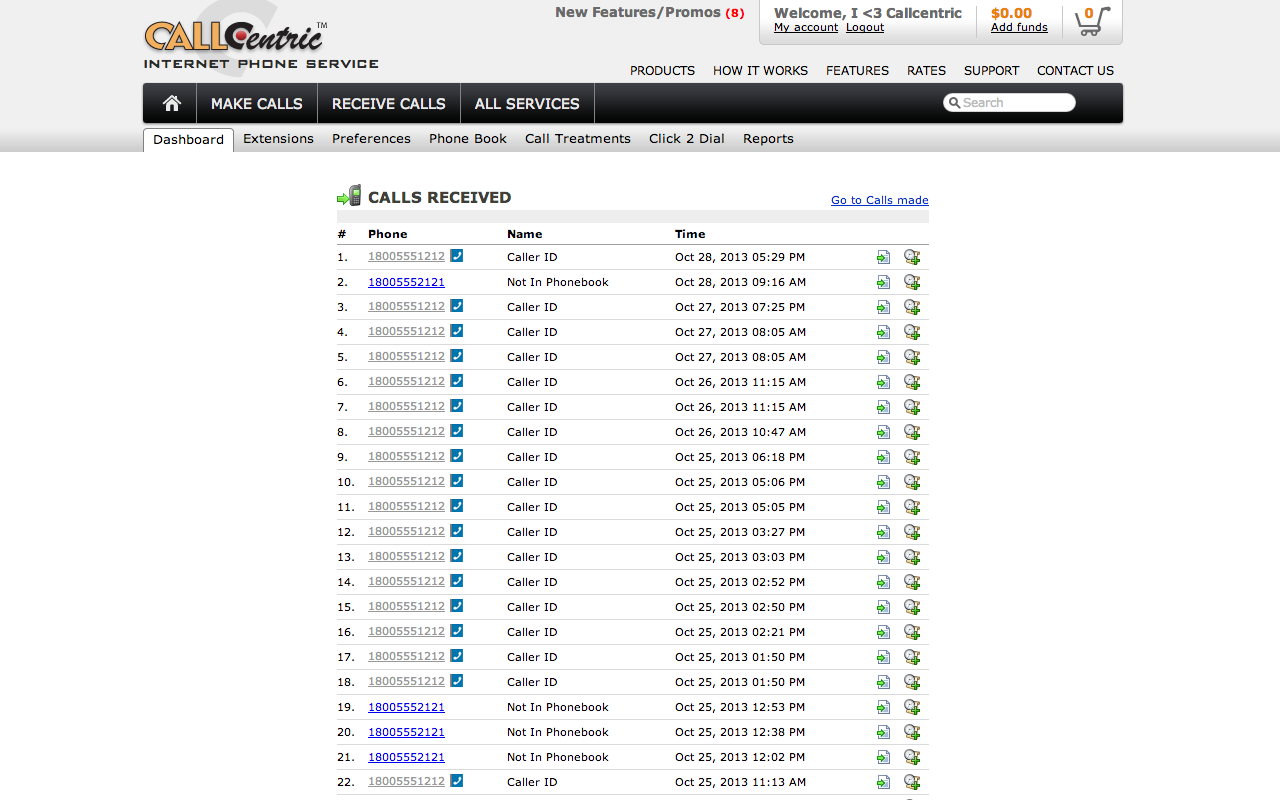 CALLCentric™
INTERNET PHONE SERVICE
New Features/Promos (8)
Welcome, I <3 Callcentric
My account Logout
$0.00
Add funds
0
PRODUCTS HOW IT WORKS FEATURES RATES SUPPORT CONTACT US
MAKE CALLS RECEIVE CALLS ALL SERVICES Search
Dashboard Extensions Preferences Phone Book Call Treatments Click 2 Dial Reports
CALLS RECEIVED Go to Calls made
# Phone Name Time
1. 18005551212 Caller ID Oct 28, 2013 05:29 PM
2. 18005552121 Not In Phonebook Oct 28, 2013 09:16 AM
3. 18005551212 Caller ID Oct 27, 2013 07:25 PM
4. 18005551212 Caller ID Oct 27, 2013 08:05 AM
5. 18005551212 Caller ID Oct 27, 2013 08:05 AM
6. 18005551212 Caller ID Oct 26, 2013 11:15 AM
7. 18005551212 Caller ID Oct 26, 2013 11:15 AM
8. 18005551212 Caller ID Oct 26, 2013 10:47 AM
9. 18005551212 Caller ID Oct 25, 2013 06:18 PM
10. 18005551212 Caller ID Oct 25, 2013 05:06 PM
11. 18005551212 Caller ID Oct 25, 2013 05:05 PM
12. 18005551212 Caller ID Oct 25, 2013 03:27 PM
13. 18005551212 Caller ID Oct 25, 2013 03:03 PM
14. 18005551212 Caller ID Oct 25, 2013 02:52 PM
15. 18005551212 Caller ID Oct 25, 2013 02:50 PM
16. 18005551212 Caller ID Oct 25, 2013 02:21 PM
17. 18005551212 Caller ID Oct 25, 2013 01:50 PM
18. 18005551212 Caller ID Oct 25, 2013 01:50 PM
19. 18005552121 Not In Phonebook Oct 25, 2013 12:53 PM
20. 18005552121 Not In Phonebook Oct 25, 2013 12:38 PM
21. 18005552121 Not In Phonebook Oct 25, 2013 12:02 PM
22. 18005551212 Caller ID Oct 25, 2013 11:13 AM